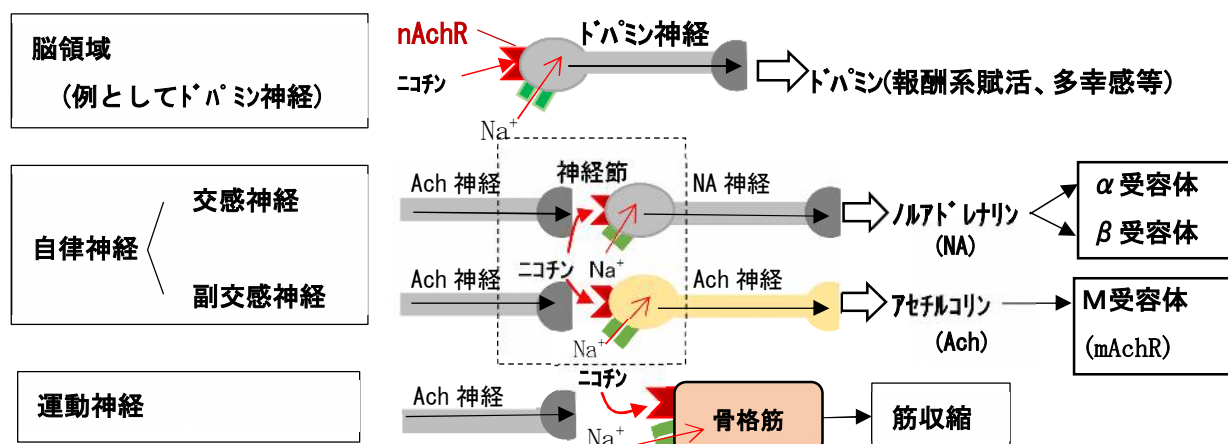 脳領域
(例としてﾄﾞﾊﾟﾐﾝ神経)
nAchR
ﾄﾞﾊﾟﾐﾝ神経
ﾆｺﾁﾝ
Na⁺
ﾄﾞﾊﾟﾐﾝ(報酬系賦活、多幸感等)
自律神経
交感神経
副交感神経
神経節
Ach 神経
NA 神経
ﾉﾙｱﾄﾞﾚﾅﾘﾝ
(NA)
α受容体
β受容体
ﾆｺﾁﾝ
Na⁺
Ach 神経
Ach 神経
Na⁺
ｱｾﾁﾙｺﾘﾝ
(Ach)
M受容体
(mAchR)
運動神経
Ach 神経
ﾆｺﾁﾝ
Na⁺
骨格筋
筋収縮